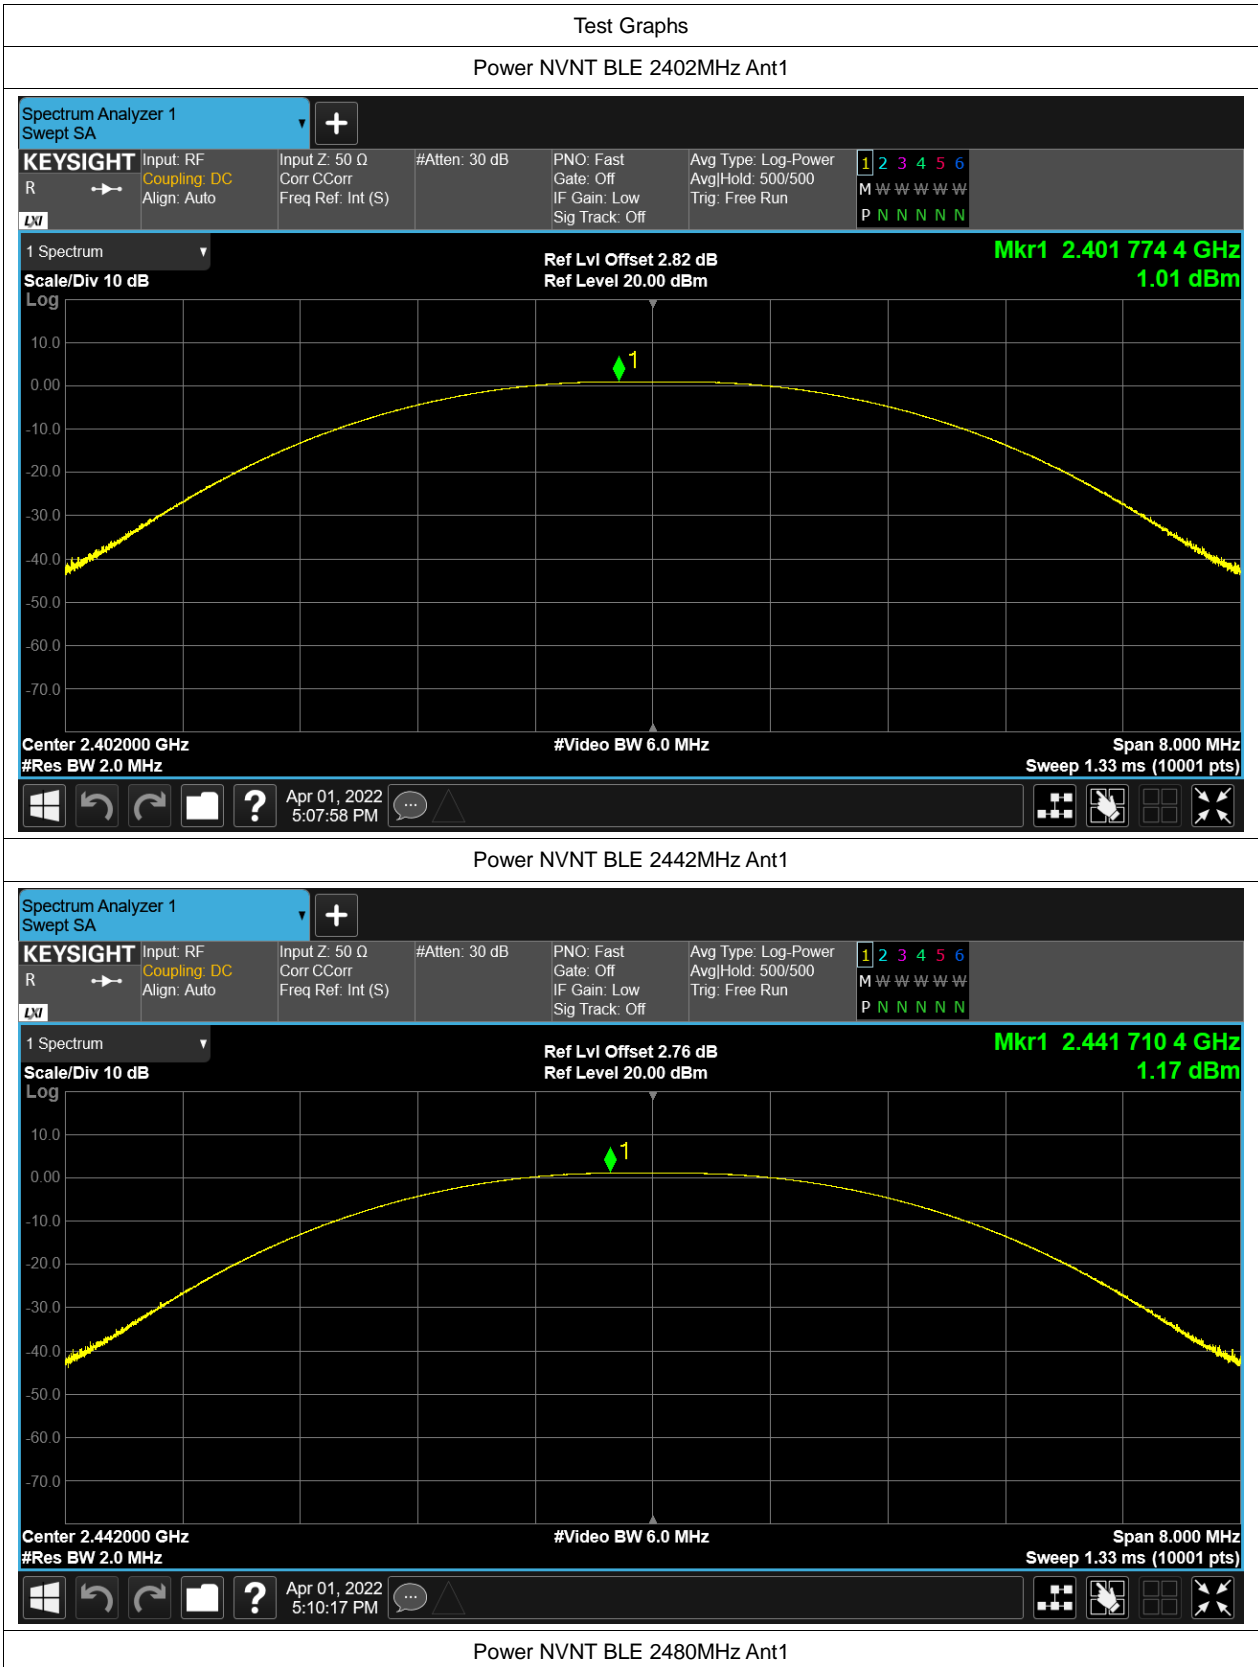 Test Graphs
Power NVNT BLE 2402MHz Ant1
Spectrum Analyzer 1
Swept SA
KEYSIGHT
R
LXI
Input: RF
Coupling: DC
Align: Auto
Input Z: 50 Ω
Corr CCorr
Freq Ref: Int (S)
#Atten: 30 dB
PNO: Fast
Gate: Off
IF Gain: Low
Sig Track: Off
Avg Type: Log-Power
Avg|Hold: 500/500
Trig: Free Run
1 2 3 4 5 6
M W W W W W
P N N N N N
1 Spectrum
Scale/Div 10 dB
Log
Ref Lvl Offset 2.82 dB
Ref Level 20.00 dBm
Mkr1 2.401 774 4 GHz
1.01 dBm
1
10.0
0.00
-10.0
-20.0
-30.0
-40.0
-50.0
-60.0
-70.0
Center 2.402000 GHz
#Res BW 2.0 MHz
#Video BW 6.0 MHz
Span 8.000 MHz
Sweep 1.33 ms (10001 pts)
?
Apr 01, 2022
5:07:58 PM
Power NVNT BLE 2442MHz Ant1
Spectrum Analyzer 1
Swept SA
KEYSIGHT
R
LXI
Input: RF
Coupling: DC
Align: Auto
Input Z: 50 Ω
Corr CCorr
Freq Ref: Int (S)
#Atten: 30 dB
PNO: Fast
Gate: Off
IF Gain: Low
Sig Track: Off
Avg Type: Log-Power
Avg|Hold: 500/500
Trig: Free Run
1 2 3 4 5 6
M W W W W W
P N N N N N
1 Spectrum
Scale/Div 10 dB
Log
Ref Lvl Offset 2.76 dB
Ref Level 20.00 dBm
Mkr1 2.441 710 4 GHz
1.17 dBm
1
10.0
0.00
-10.0
-20.0
-30.0
-40.0
-50.0
-60.0
-70.0
Center 2.442000 GHz
#Res BW 2.0 MHz
#Video BW 6.0 MHz
Span 8.000 MHz
Sweep 1.33 ms (10001 pts)
?
Apr 01, 2022
5:10:17 PM
Power NVNT BLE 2480MHz Ant1